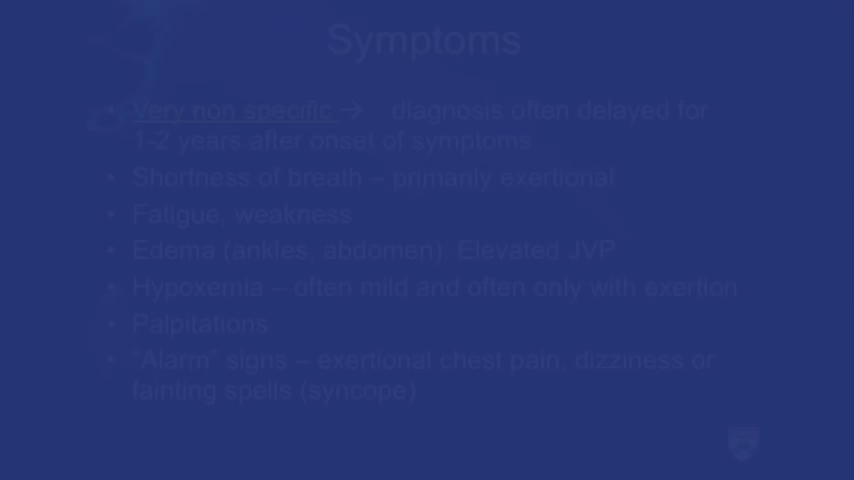 Symptoms
• Very non specific → diagnosis often delayed for
1-2 years after onset of symptoms
• Shortness of breath – primarily exertional
• Fatigue, weakness
• Edema (ankles, abdomen), Elevated JVP
• Hypoxemia – often mild and often only with exertion
• Palpitations
• "Alarm" signs – exertional chest pain, dizziness or
fainting spells (syncope)